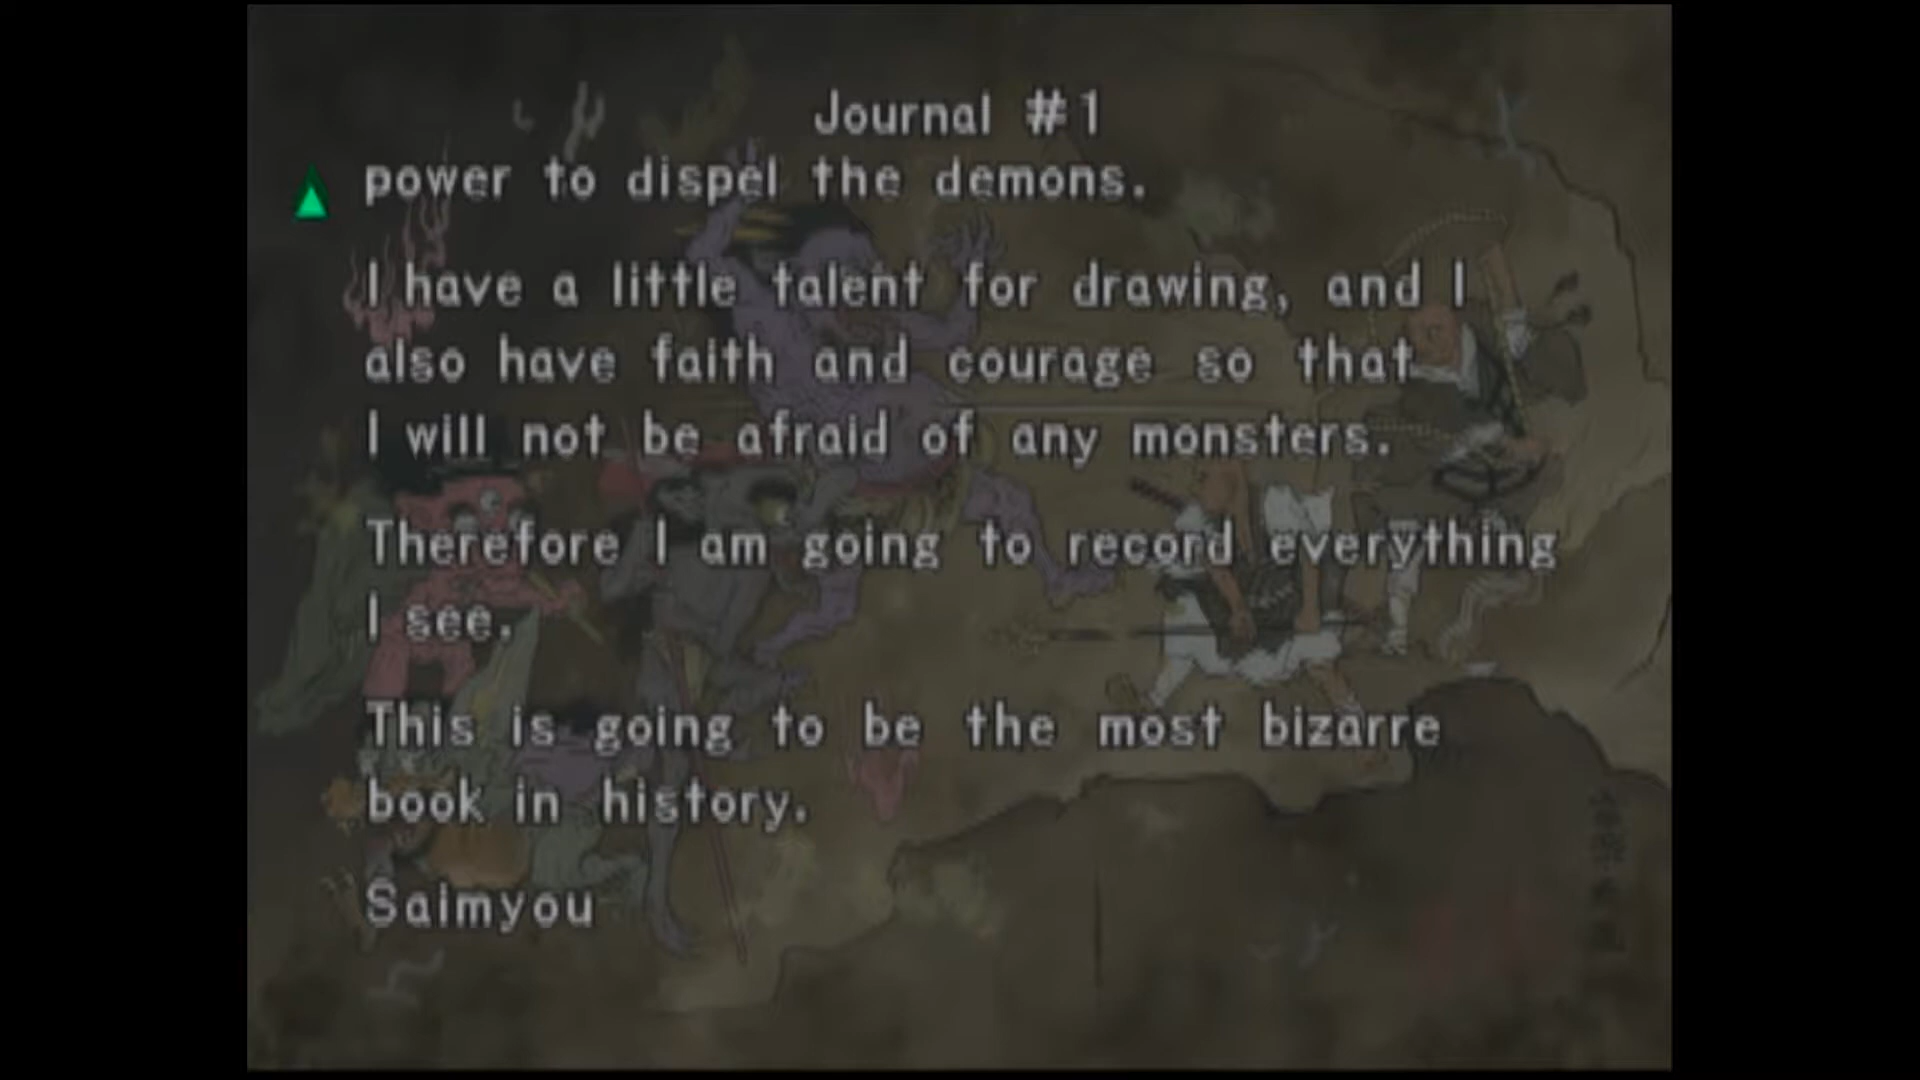 Journal #1
power to dispel the demons.
I have a little talent for drawing, and I
also have faith and courage so that
I will not be afraid of any monsters.
Therefore I am going to record everything
I see.
This is going to be the most bizarre
book in history.
Saimyou